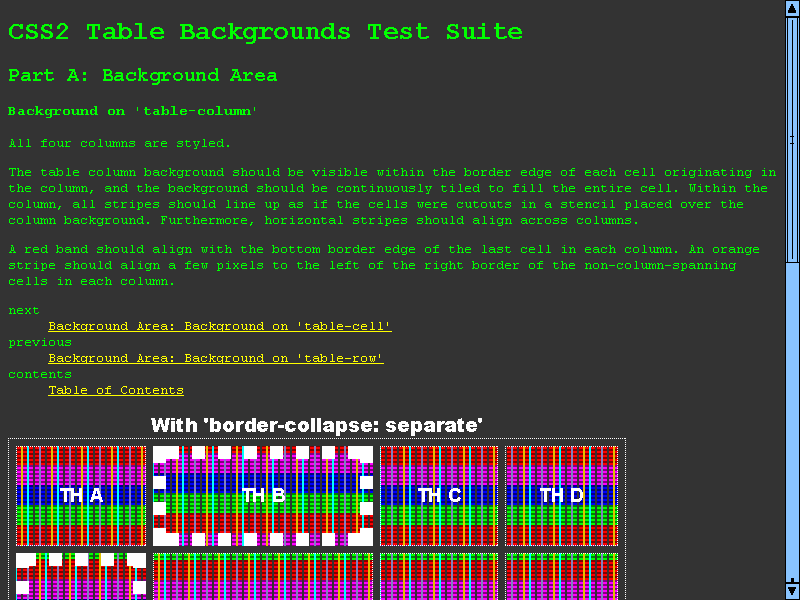 CSS2 Table Backgrounds Test Suite
Part A: Background Area
Background on 'table-column'
All four columns are styled.
The table column background should be visible within the border edge of each cell originating in
the column, and the background should be continuously tiled to fill the entire cell. Within the
column, all stripes should line up as if the cells were cutouts in a stencil placed over the
column background. Furthermore, horizontal stripes should align across columns.
A red band should align with the bottom border edge of the last cell in each column. An orange
stripe should align a few pixels to the left of the right border of the non-column-spanning
cells in each column.
next
Background Area: Background on 'table-cell'
previous
Background Area: Background on 'table-row'
contents
Table of Contents
With 'border-collapse: separate'
TH A TH B TH C TH D